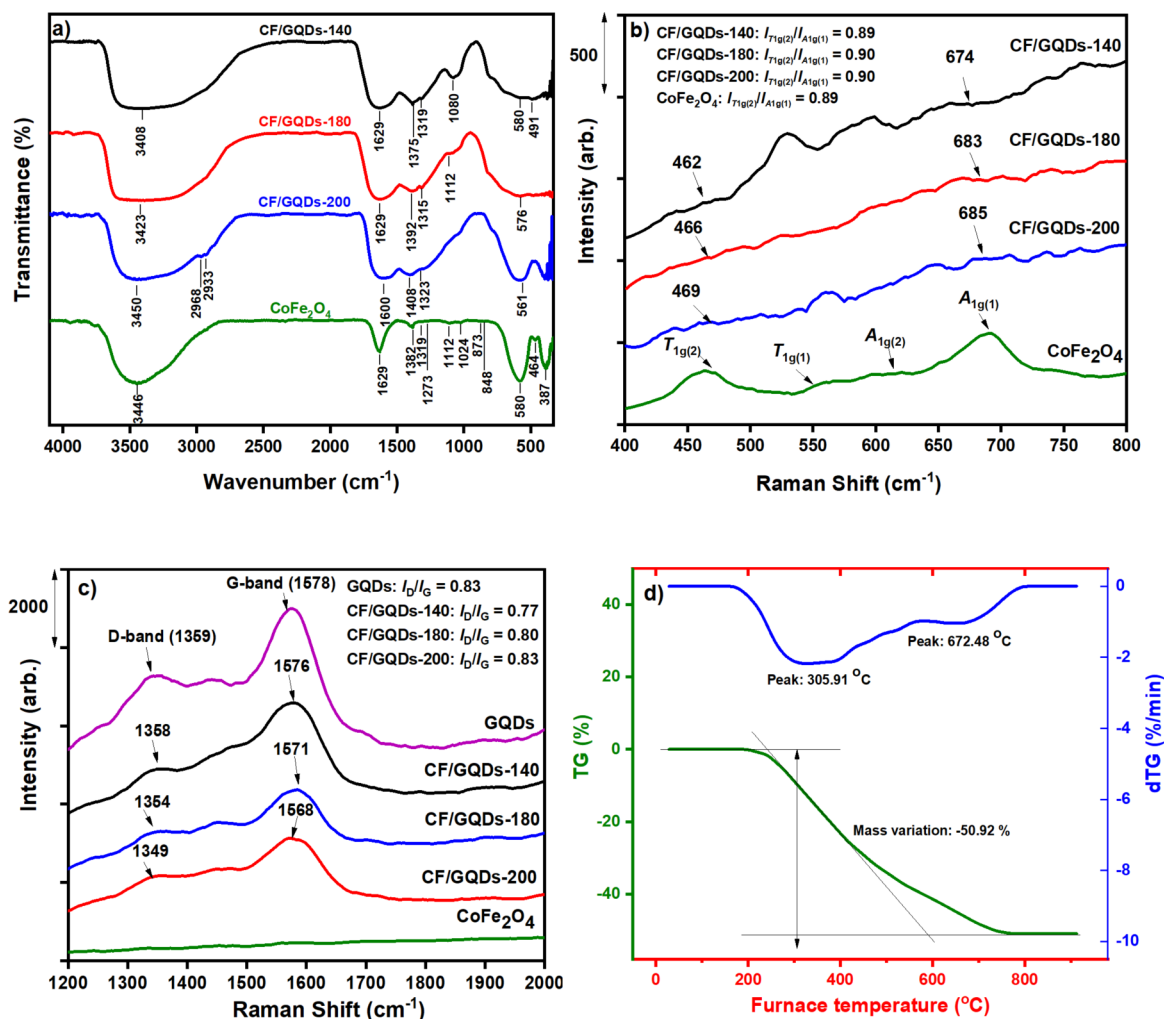 a)
CF/GQDs-140
3408
1629
1375
1319
1080
580
491
CF/GQDs-180
3423
1629
1392
1315
1112
576
CF/GQDs-200
3450
2968
2933
1600
1408
1323
561
CoFe2O4
3446
1629
1382
1319
1273
1112
1024
873
848
580
464
387
Transmittance (%)
4000 3500 3000 2500 2000 1500 1000 500
Wavenumber (cm-1)
b)
500
CF/GQDs-140: IT1g(2)/IA1g(1) = 0.89
CF/GQDs-180: IT1g(2)/IA1g(1) = 0.90
CF/GQDs-200: IT1g(2)/IA1g(1) = 0.90
CoFe2O4: IT1g(2)/IA1g(1) = 0.89
CF/GQDs-140
674
462
CF/GQDs-180
683
466
CF/GQDs-200
685
469
T1g(2)
T1g(1)
A1g(2)
A1g(1)
CoFe2O4
Intensity (arb.)
400 450 500 550 600 650 700 750 800
Raman Shift (cm-1)
c)
2000
G-band (1578)
D-band (1359)
GQDs: ID/IG = 0.83
CF/GQDs-140: ID/IG = 0.77
CF/GQDs-180: ID/IG = 0.80
CF/GQDs-200: ID/IG = 0.83
1576
GQDs
1358
1571
CF/GQDs-140
1354
1568
CF/GQDs-180
1349
CF/GQDs-200
CoFe2O4
Intensity (arb.)
1200 1300 1400 1500 1600 1700 1800 1900 2000
Raman Shift (cm-1)
d)
40
20
0
-20
-40
TG (%)
Peak: 305.91 OC
Peak: 672.48 OC
Mass variation: -50.92 %
0
-2
-4
-6
-8
-10
dTG (%/min)
0 200 400 600 800
Furnace temperature (OC)